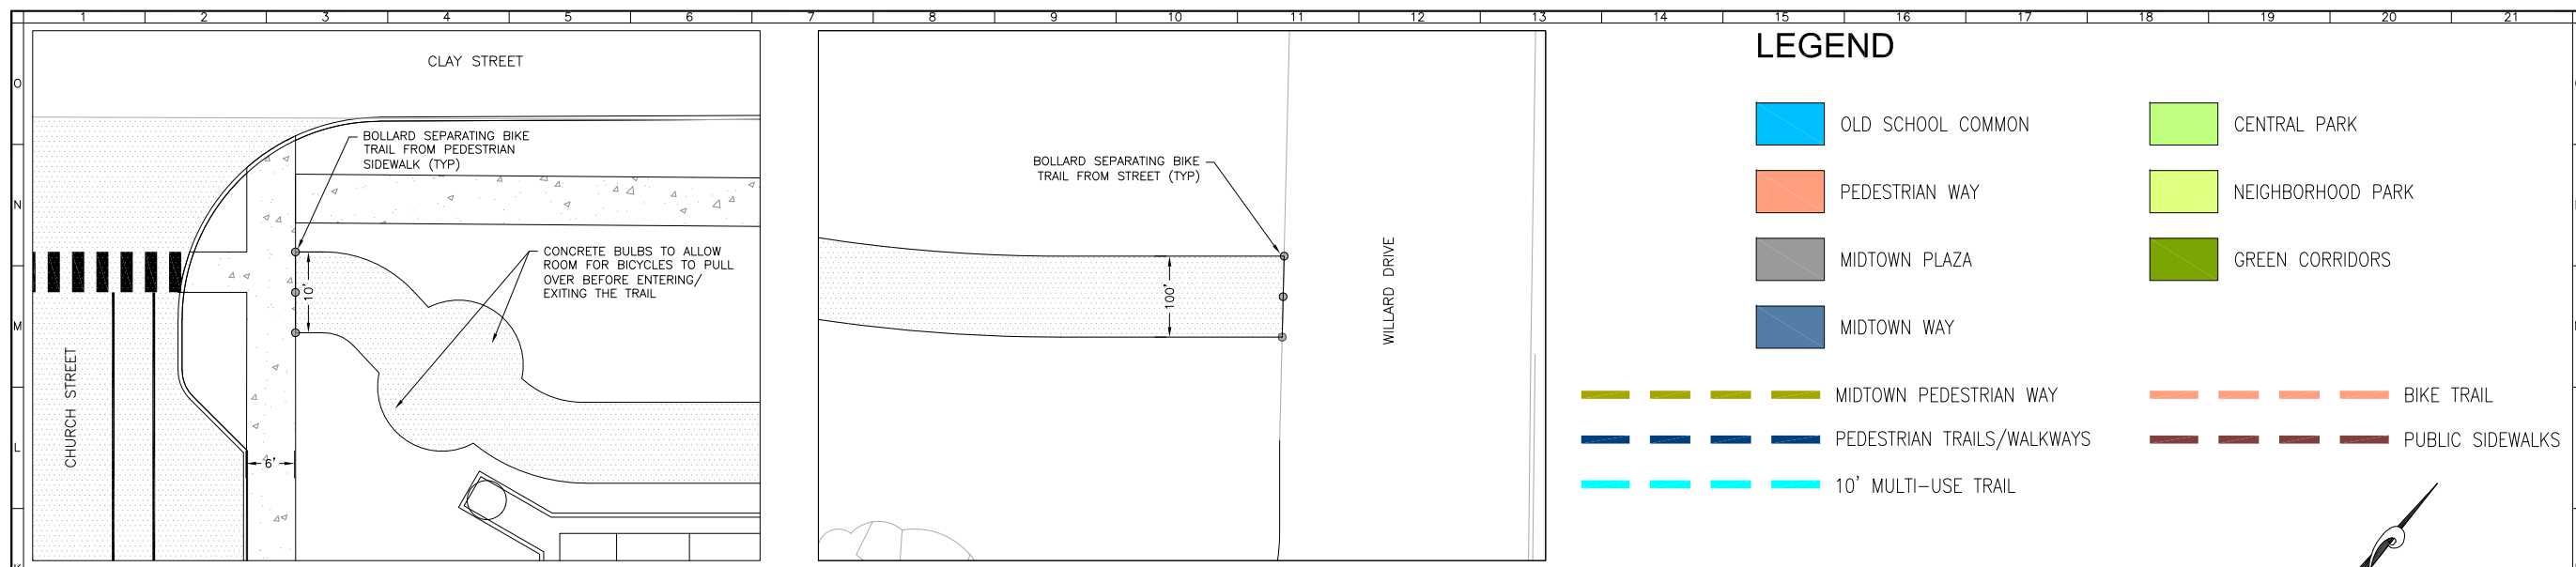 1 2 3 4 5 6 7 8 9 10 11 12 13 14 15 16 17 18 19 20 21
O
N
M
L
K
CLAY STREET
BOLLARD SEPARATING BIKE
TRAIL FROM PEDESTRIAN
SIDEWALK (TYP)
CONCRETE BULBS TO ALLOW
ROOM FOR BICYCLES TO PULL
OVER BEFORE ENTERING/
EXITING THE TRAIL
10'
CHURCH STREET
6'
BOLLARD SEPARATING BIKE
TRAIL FROM STREET (TYP)
100'
WILLARD DRIVE
LEGEND
OLD SCHOOL COMMON
PEDESTRIAN WAY
MIDTOWN PLAZA
MIDTOWN WAY
CENTRAL PARK
NEIGHBORHOOD PARK
GREEN CORRIDORS
MIDTOWN PEDESTRIAN WAY
PEDESTRIAN TRAILS/WALKWAYS
10' MULTI-USE TRAIL
BIKE TRAIL
PUBLIC SIDEWALKS